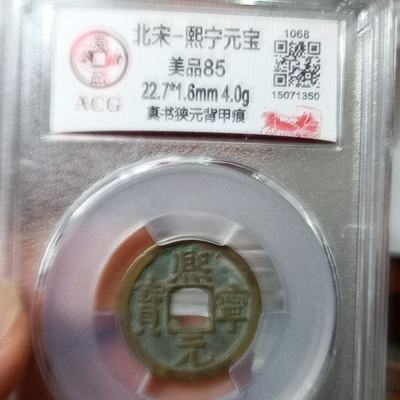 北宋-熙宁元宝
美品85
22.7*1.6mm 4.0g
真书狭元背甲痕
ACG
1068
15071350
熙
寶 寧
元